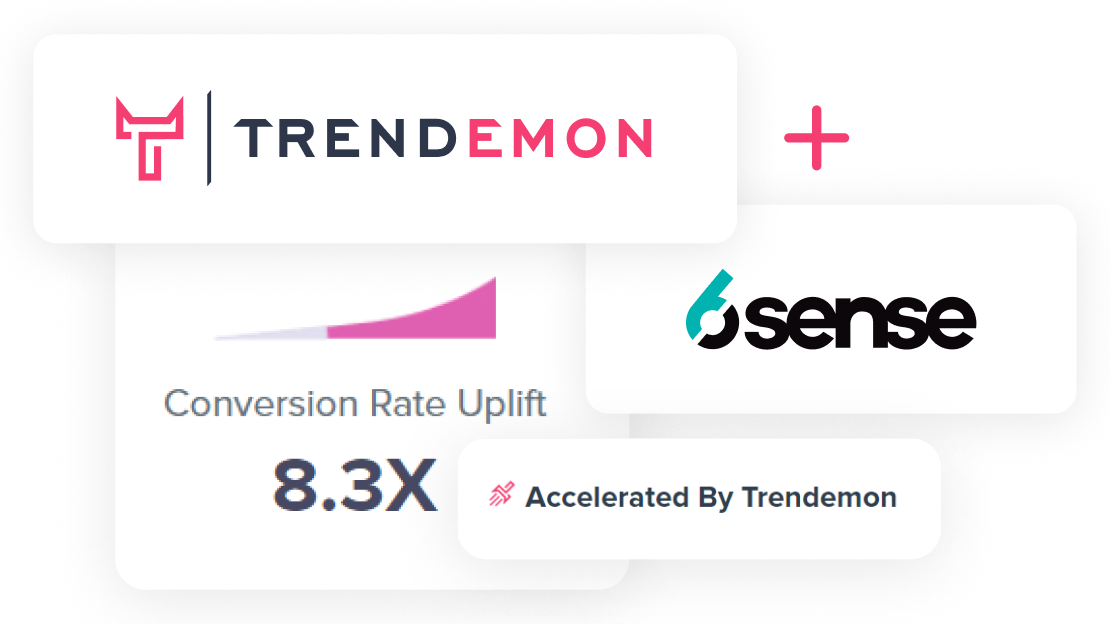 TRENDEMON
6sense
Conversion Rate Uplift
8.3X
Accelerated By Trendemon